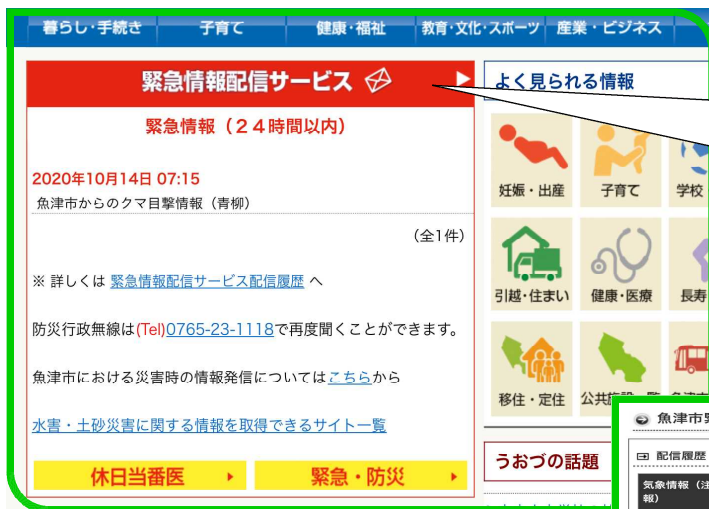 暮らし･手続き 子育て 健康･福祉 教育･文化･スポーツ 産業・ビジネス
緊急情報配信サービス
緊急情報（２４時間以内）
2020年10月14日 07:15
魚津市からのクマ目撃情報（青柳）
（全1件）
※ 詳しくは 緊急情報配信サービス配信履歴 へ
防災行政無線は(Tel)0765-23-1118で再度聞くことができます。
魚津市における災害時の情報発信についてはこちらから
水害・土砂災害に関する情報を取得できるサイト一覧
休日当番医 緊急・防災
よく見られる情報
妊娠・出産 子育て 学校
引越･住まい 健康･医療 長寿
移住・定住 公共
うおづの話題
魚津市
配信履歴
気象情報（注
報）